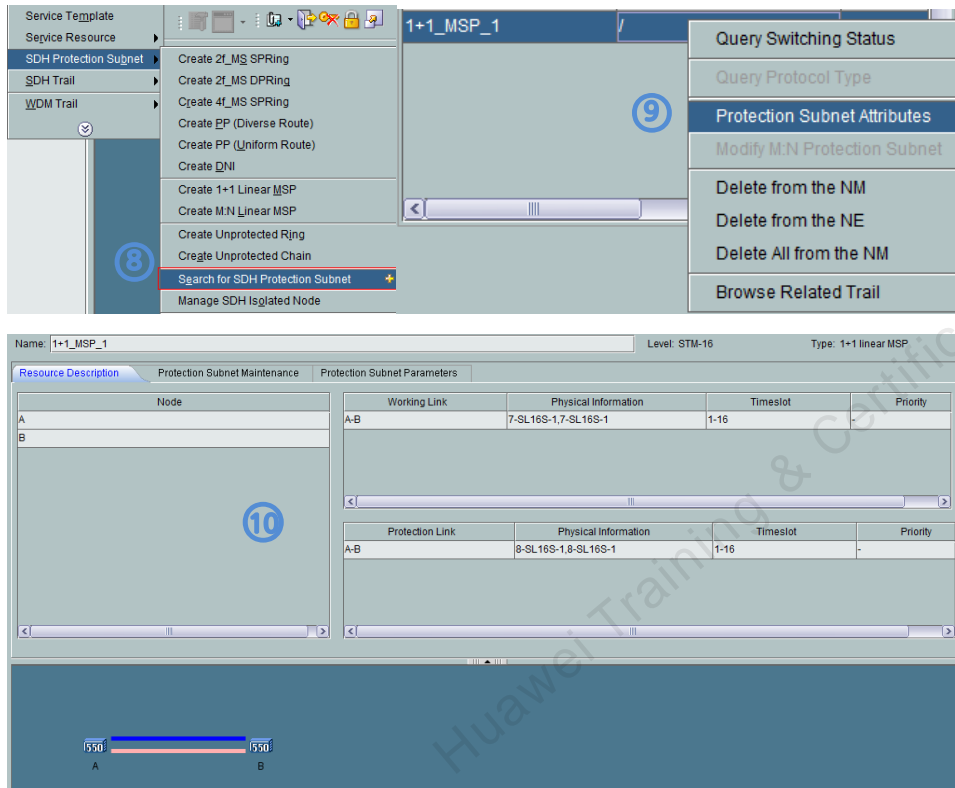 Service Template
Service Resource
SDH Protection Subnet
SDH Trail
WDM Trail
Create 2f_MS SPRing
Create 2f_MS DPRing
Create 4f_MS SPRing
Create PP (Diverse Route)
Create PP (Uniform Route)
Create DNI
Create 1+1 Linear MSP
Create M:N Linear MSP
Create Unprotected Ring
Create Unprotected Chain
⑧
Search for SDH Protection Subnet
Manage SDH Isolated Node
1+1_MSP_1 /
⑨
Query Switching Status
Query Protocol Type
Protection Subnet Attributes
Modify M:N Protection Subnet
Delete from the NM
Delete from the NE
Delete All from the NM
Browse Related Trail
Name: 1+1_MSP_1 Level: STM-16 Type: 1+1 linear MSP
Resource Description Protection Subnet Maintenance Protection Subnet Parameters
Node
A
B
⑩
Working Link Physical Information Timeslot Priority
A-B 7-SL16S-1,7-SL16S-1 1-16 -
Protection Link Physical Information Timeslot Priority
A-B 8-SL16S-1,8-SL16S-1 1-16 -
550 550
A B
Huawei Training & Certific